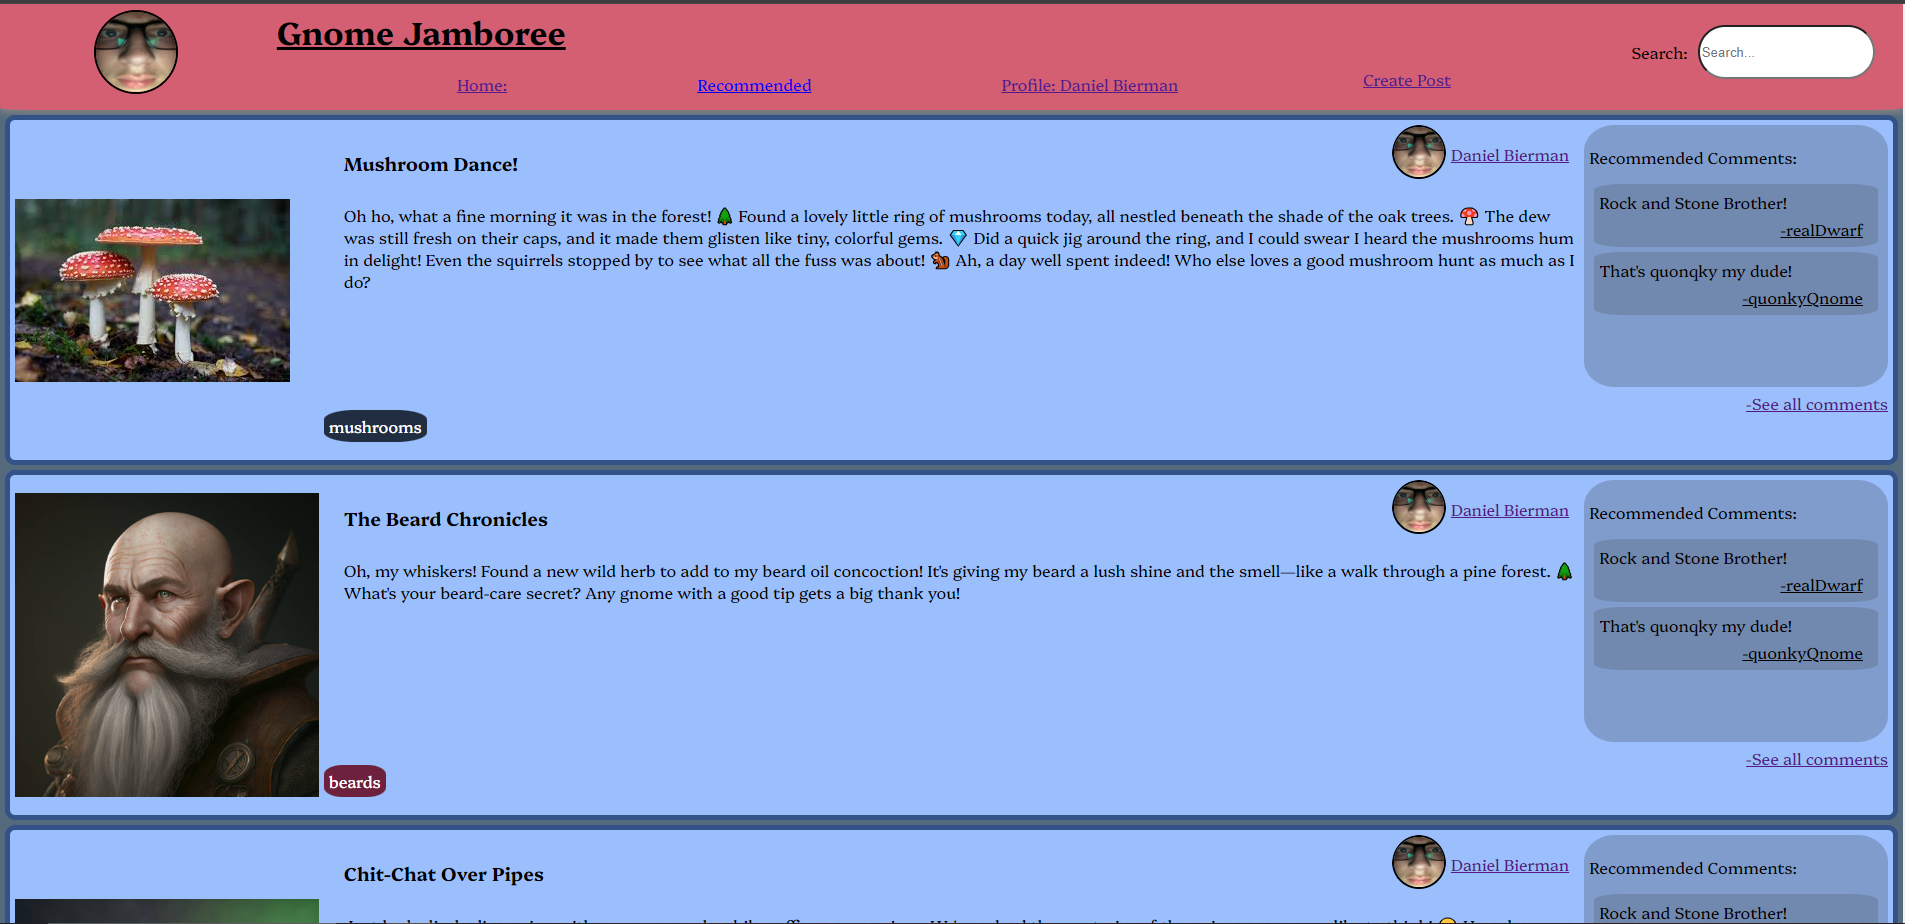 Gnome Jamboree
Home:
Recommended
Profile: Daniel Bierman
Create Post
Search:
Search...
Mushroom Dance!
Daniel Bierman
Oh ho, what a fine morning it was in the forest! 🌲 Found a lovely little ring of mushrooms today, all nestled beneath the shade of the oak trees. 🍄 The dew
was still fresh on their caps, and it made them glisten like tiny, colorful gems. 💎 Did a quick jig around the ring, and I could swear I heard the mushrooms hum
in delight! Even the squirrels stopped by to see what all the fuss was about! 🐿️ Ah, a day well spent indeed! Who else loves a good mushroom hunt as much as I
do?
mushrooms
Recommended Comments:
Rock and Stone Brother!
-realDwarf
That's quonqky my dude!
-quonkyQnome
-See all comments
The Beard Chronicles
Daniel Bierman
Oh, my whiskers! Found a new wild herb to add to my beard oil concoction! It's giving my beard a lush shine and the smell—like a walk through a pine forest. 🌲
What's your beard-care secret? Any gnome with a good tip gets a big thank you!
beards
Recommended Comments:
Rock and Stone Brother!
-realDwarf
That's quonqky my dude!
-quonkyQnome
-See all comments
Chit-Chat Over Pipes
Daniel Bierman
Recommended Comments:
Rock and Stone Brother!